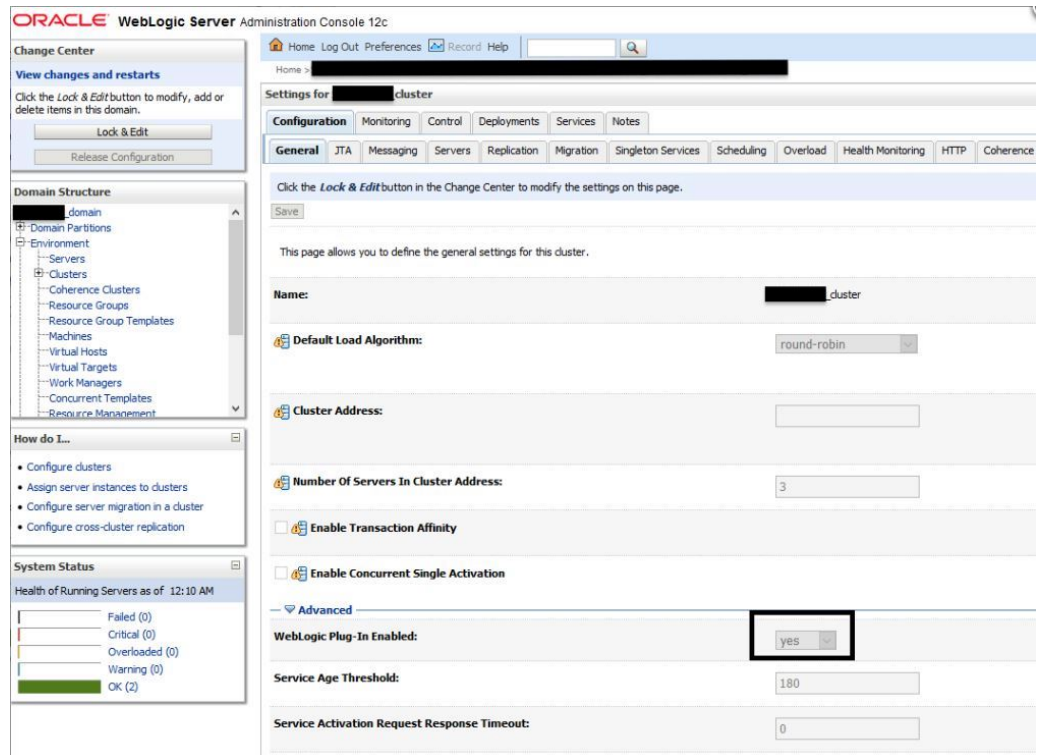 ORACLE WebLogic Server Administration Console 12c
Change Center
View changes and restarts
Click the Lock & Edit button to modify, add or
delete items in this domain.
Lock & Edit
Release Configuration
Domain Structure
_domain
Domain Partitions
Environment
Servers
Clusters
Coherence Clusters
Resource Groups
Resource Group Templates
Machines
Virtual Hosts
Virtual Targets
Work Managers
Concurrent Templates
Resource Management
How do I...
Configure clusters
Assign server instances to clusters
Configure server migration in a cluster
Configure cross-cluster replication
System Status
Health of Running Servers as of 12:10 AM
Failed (0)
Critical (0)
Overloaded (0)
Warning (0)
OK (2)
Home Log Out Preferences Record Help
Home >
Settings for cluster
Configuration Monitoring Control Deployments Services Notes
General JTA Messaging Servers Replication Migration Singleton Services Scheduling Overload Health Monitoring HTTP Coherence
Click the Lock & Edit button in the Change Center to modify the settings on this page.
Save
This page allows you to define the general settings for this cluster.
Name: _cluster
Default Load Algorithm: round-robin
Cluster Address:
Number Of Servers In Cluster Address: 3
Enable Transaction Affinity
Enable Concurrent Single Activation
Advanced
WebLogic Plug-In Enabled: yes
Service Age Threshold: 180
Service Activation Request Response Timeout: 0